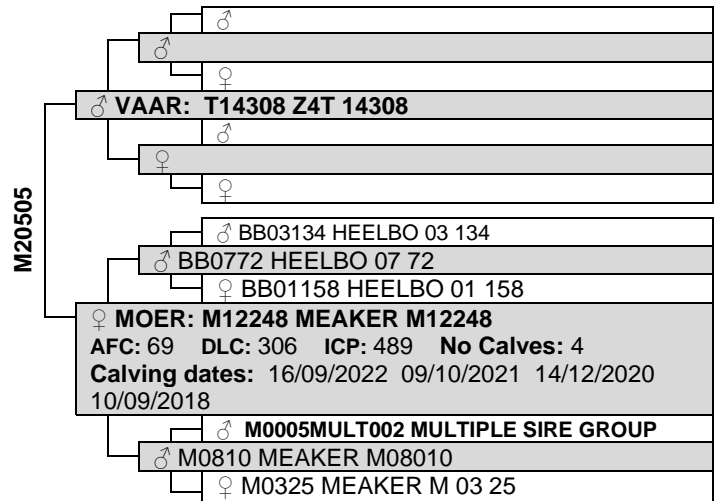 ♂
♂
♀
♂ VAAR: T14308 Z4T 14308
♂
♀
♀
M20505
♂ BB03134 HEELBO 03 134
♂ BB0772 HEELBO 07 72
♀ BB01158 HEELBO 01 158
♀ MOER: M12248 MEAKER M12248
AFC: 69 DLC: 306 ICP: 489 No Calves: 4
Calving dates: 16/09/2022 09/10/2021 14/12/2020
10/09/2018
♂ M0005MULT002 MULTIPLE SIRE GROUP
♂ M0810 MEAKER M08010
♀ M0325 MEAKER M 03 25